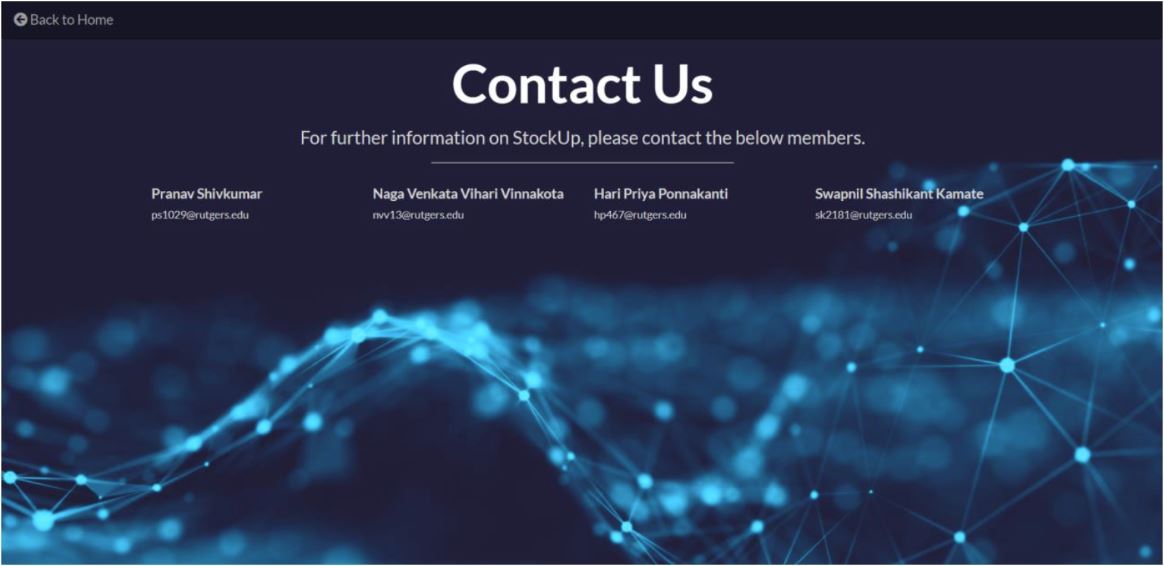 Back to Home
Contact Us
For further information on StockUp, please contact the below members.
Pranav Shivkumar
ps1029@rutgers.edu
Naga Venkata Vihari Vinnakota
nvv13@rutgers.edu
Hari Priya Ponnakanti
hp467@rutgers.edu
Swapnil Shashikant Kamate
sk2181@rutgers.edu